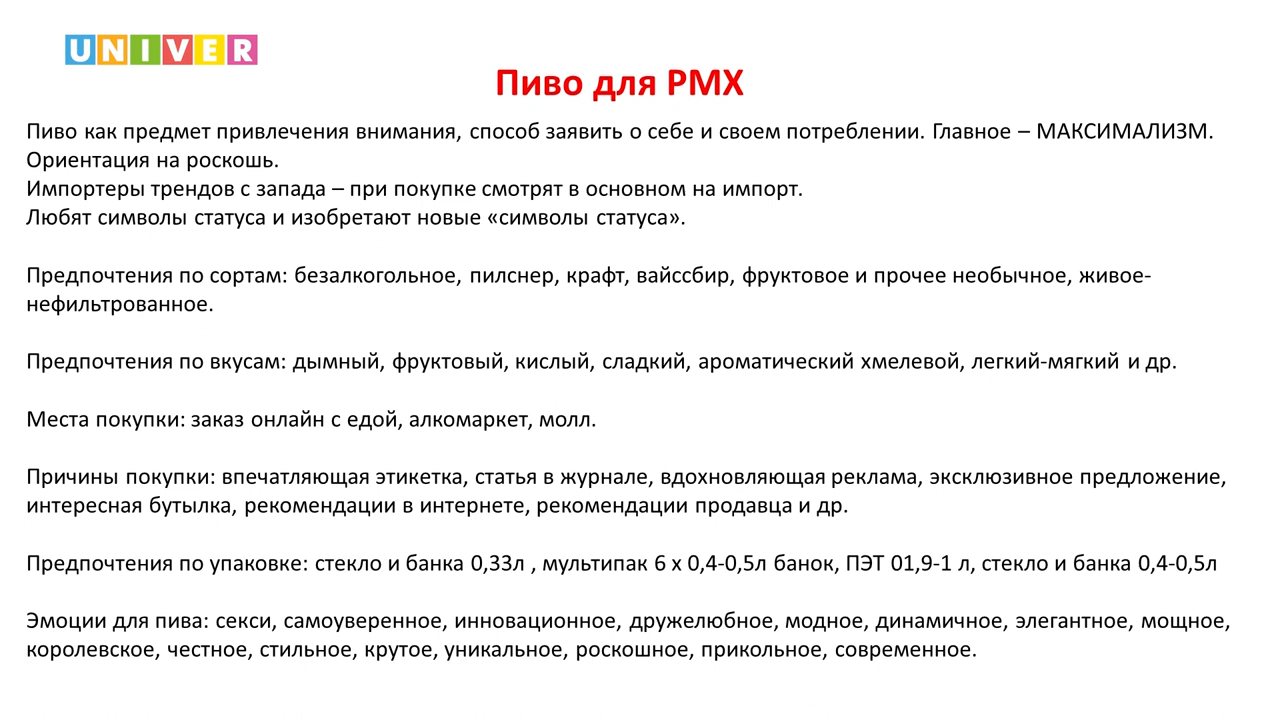 UNIVER
Пиво для РМХ
Пиво как предмет привлечения внимания, способ заявить о себе и своем потреблении. Главное – МАКСИМАЛИЗМ.
Ориентация на роскошь.
Импортеры трендов с запада – при покупке смотрят в основном на импорт.
Любят символы статуса и изобретают новые «символы статуса».
Предпочтения по сортам: безалкогольное, пилснер, крафт, вайссбир, фруктовое и прочее необычное, живое-
нефильтрованное.
Предпочтения по вкусам: дымный, фруктовый, кислый, сладкий, ароматический хмелевой, легкий-мягкий и др.
Места покупки: заказ онлайн с едой, алкомаркет, молл.
Причины покупки: впечатляющая этикетка, статья в журнале, вдохновляющая реклама, эксклюзивное предложение,
интересная бутылка, рекомендации в интернете, рекомендации продавца и др.
Предпочтения по упаковке: стекло и банка 0,33л , мультипак 6 х 0,4-0,5л банок, ПЭТ 01,9-1 л, стекло и банка 0,4-0,5л
Эмоции для пива: секси, самоуверенное, инновационное, дружелюбное, модное, динамичное, элегантное, мощное,
королевское, честное, стильное, крутое, уникальное, роскошное, прикольное, современное.